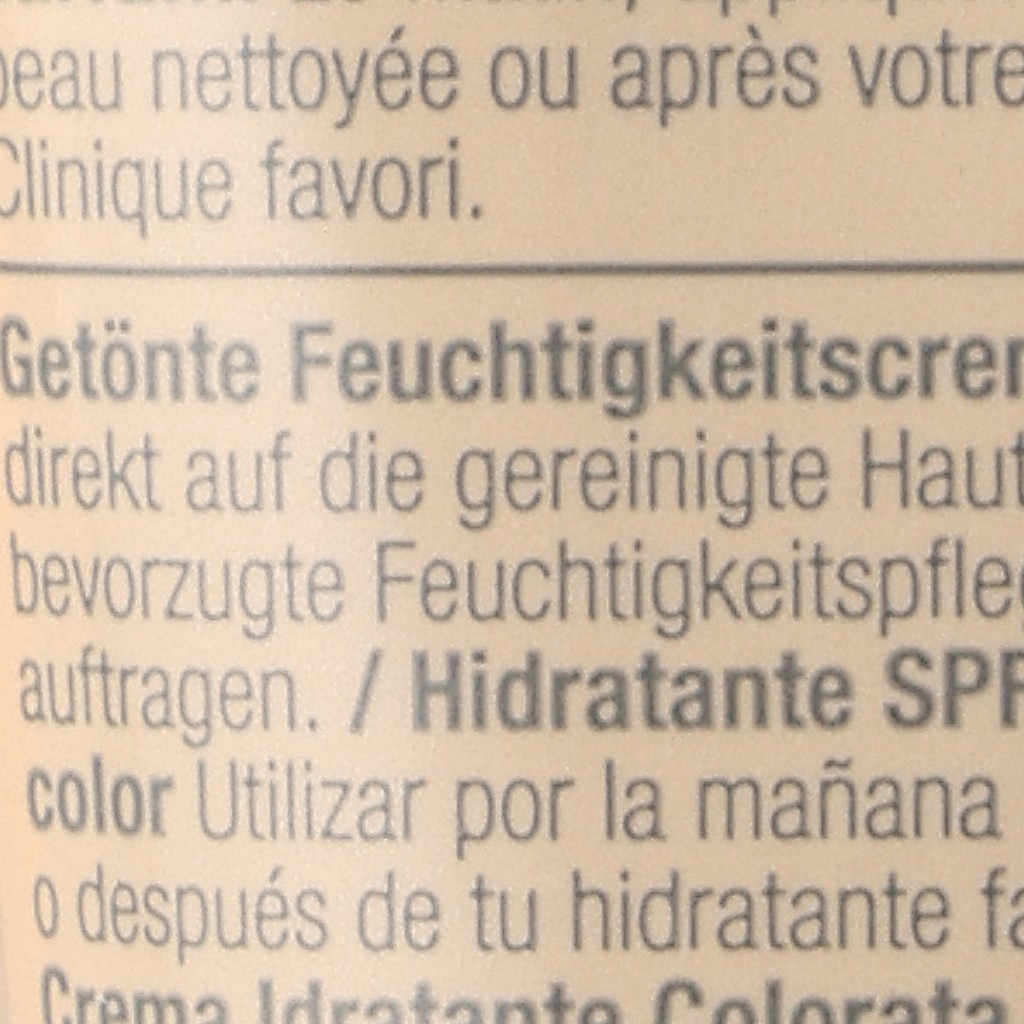 peau nettoyée ou après votre
Clinique favori.
Getönte Feuchtigkeitscrem
direkt auf die gereinigte Haut
bevorzugte Feuchtigkeitspfleg
auftragen. / Hidratante SPF
color Utilizar por la mañana
o después de tu hidratante fa
Crema Idratante Colorata